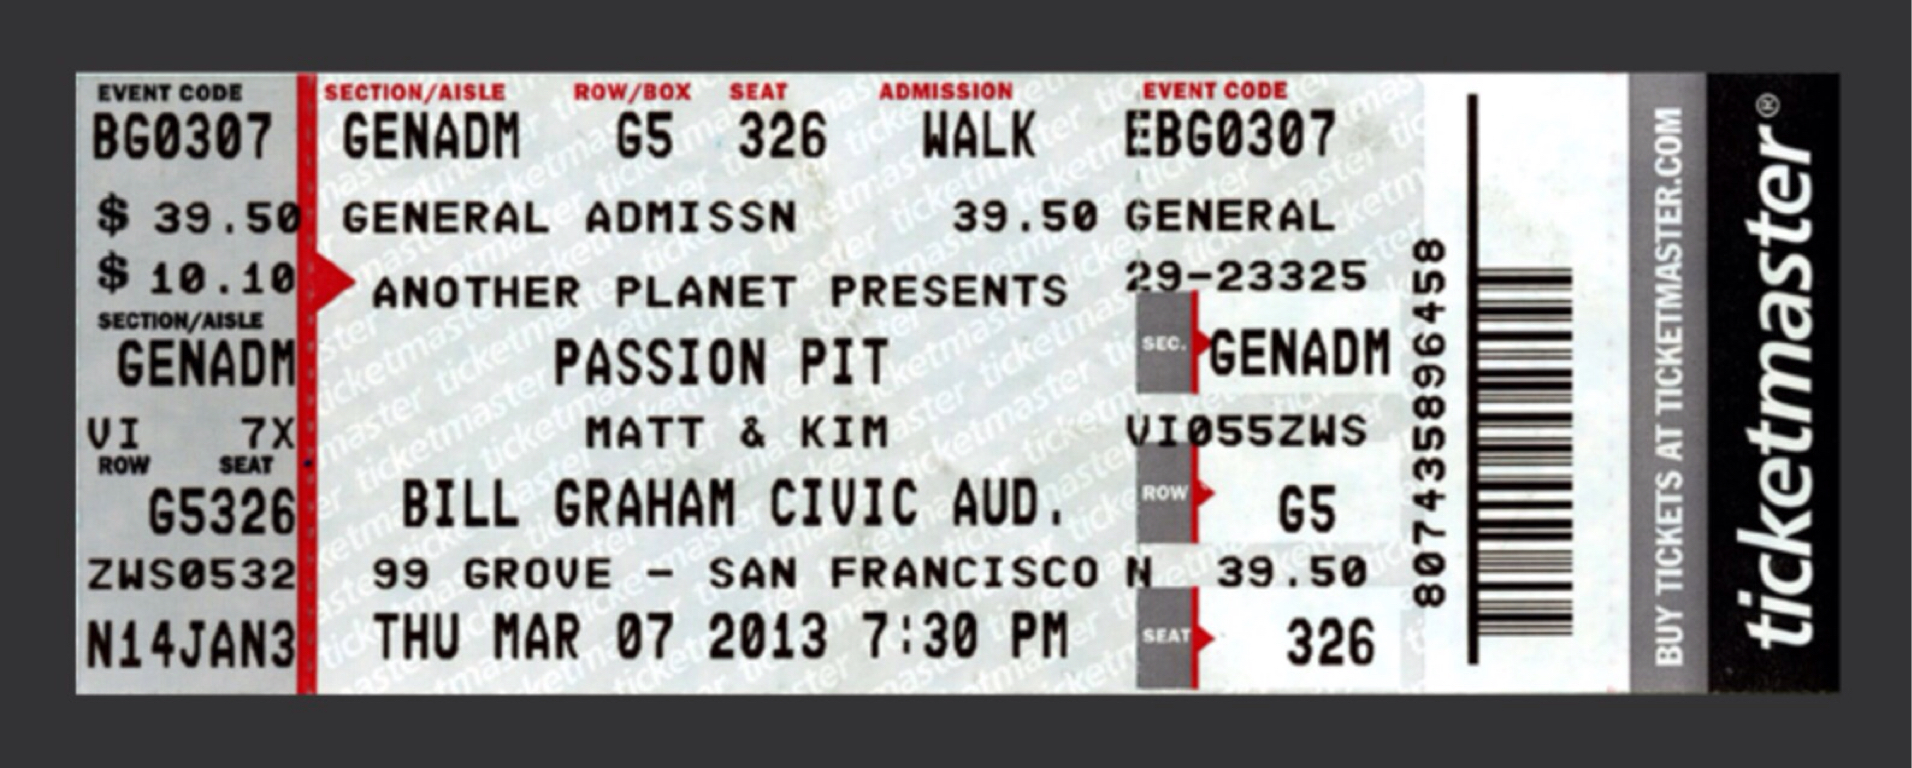 EVENT CODE
BG0307
$ 39.50
$ 10.10
SECTION/AISLE
GENADM
VI 7X
ROW SEAT
G5326
ZWS0532
N14JAN3
SECTION/AISLE ROW/BOX SEAT ADMISSION EVENT CODE
GENADM G5 326 WALK EBG0307
GENERAL ADMISSN 39.50 GENERAL
ANOTHER PLANET PRESENTS
PASSION PIT
MATT & KIM
BILL GRAHAM CIVIC AUD.
99 GROVE - SAN FRANCISCO
THU MAR 07 2013 7:30 PM
29-23325
SEC. GENADM
VI055ZWS
ROW G5
N 39.50
SEAT 326
807435896458
BUY TICKETS AT TICKETMASTER.COM
ticketmaster®